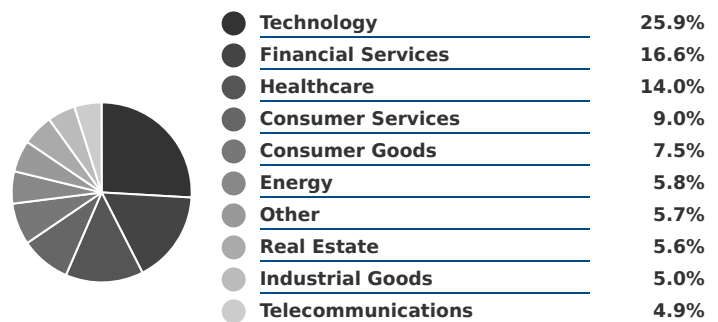 Technology 25.9%
Financial Services 16.6%
Healthcare 14.0%
Consumer Services 9.0%
Consumer Goods 7.5%
Energy 5.8%
Other 5.7%
Real Estate 5.6%
Industrial Goods 5.0%
Telecommunications 4.9%